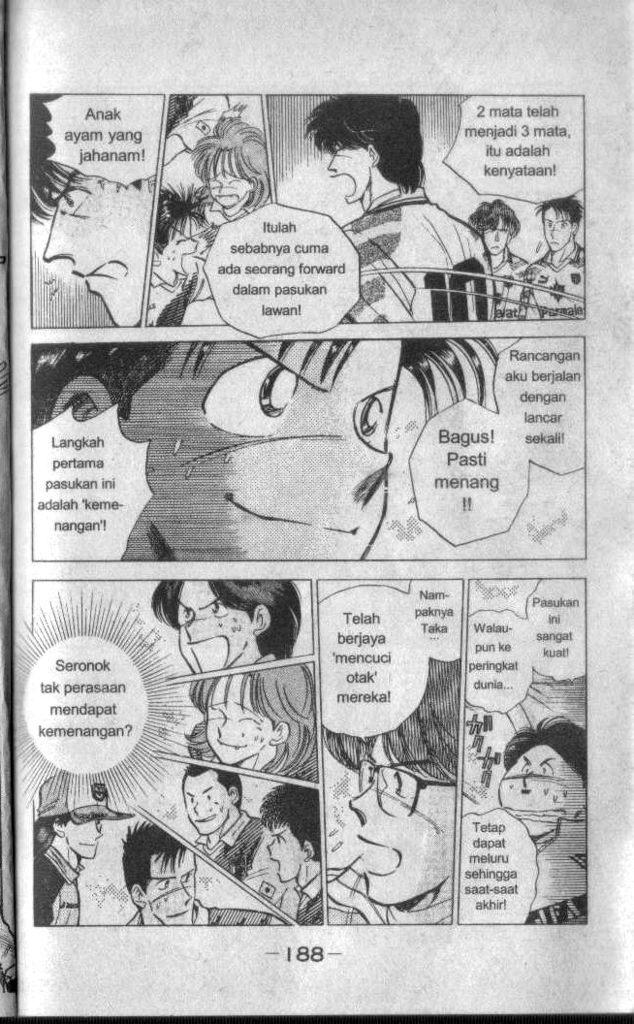 2 mata telah
menjadi 3 mata,
itu adalah
kenyataan!
Itulah
sebabnya cuma
ada seorang forward
dalam pasukan
lawan!
Anak
ayam yang
jahanam!
Rancangan
aku berjalan
dengan
lancar
sekali!
Bagus!
Pasti
menang
!!
Langkah
pertama
pasukan ini
adalah 'keme-
nangan'!
Pasukan
ini
sangat
kuat!
Walau-
pun ke
peringkat
dunia...
Tetap
dapat
meluru
sehingga
saat-saat
akhir!
Nam-
paknya
Taka
...
Telah
berjaya
'mencuci
otak'
mereka!
Seronok
tak perasaan
mendapat
kemenangan?
-188-